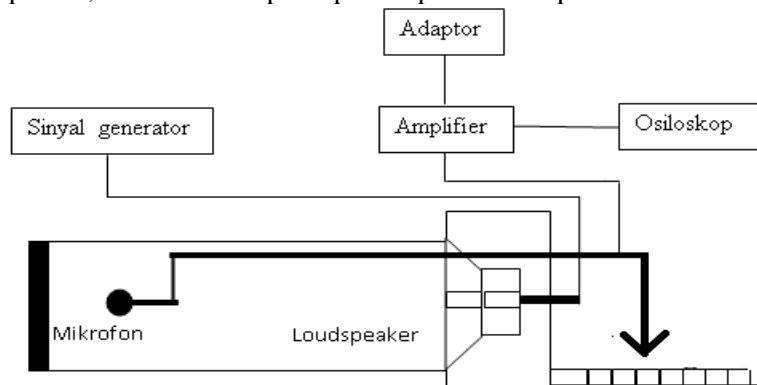 Adaptor
Sinyal generator
Amplifier
Osiloskop
Mikrofon
Loudspeaker